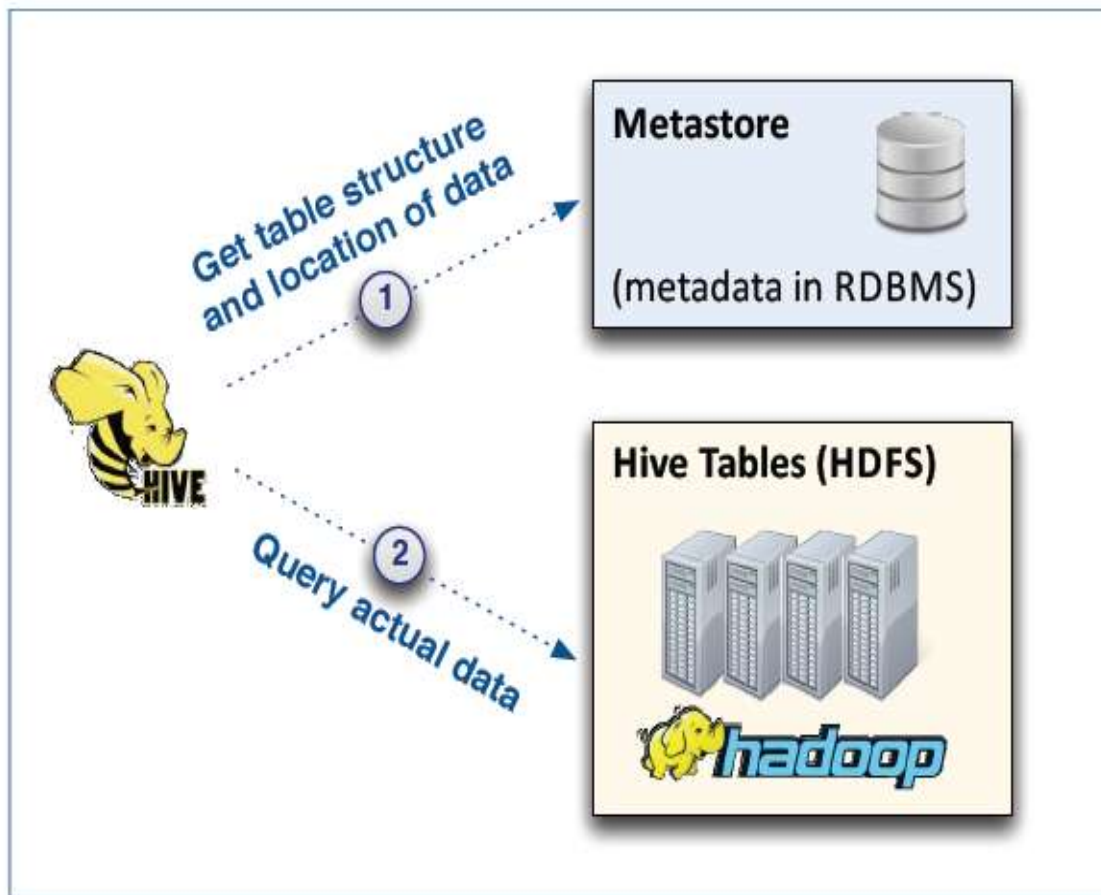 Metastore
(metadata in RDBMS)
Get table structure
and location of data
1
HIVE
2
Query actual data
Hive Tables (HDFS)
hadoop